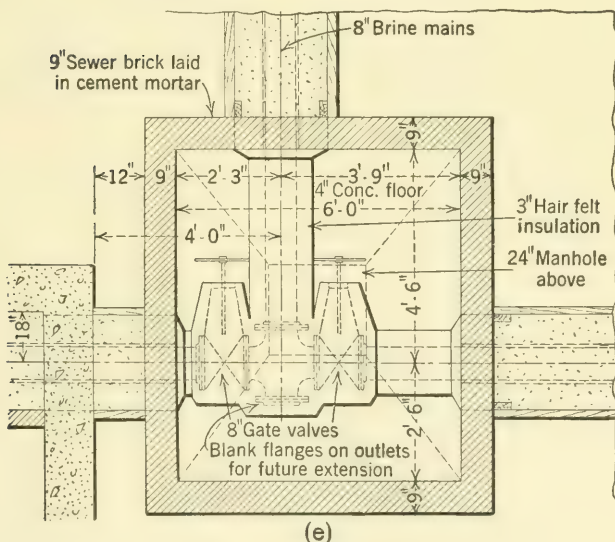 8" Brine mains
9" Sewer brick laid
in cement mortar
9"
12"
9"
2'-3"
3'-9"
9"
4" Conc. floor
6'-0"
3" Hair felt
insulation
4'-0"
24" Manhole
above
4'-6"
18"
2'-6"
8" Gate valves
Blank flanges on outlets
for future extension
9"
(e)